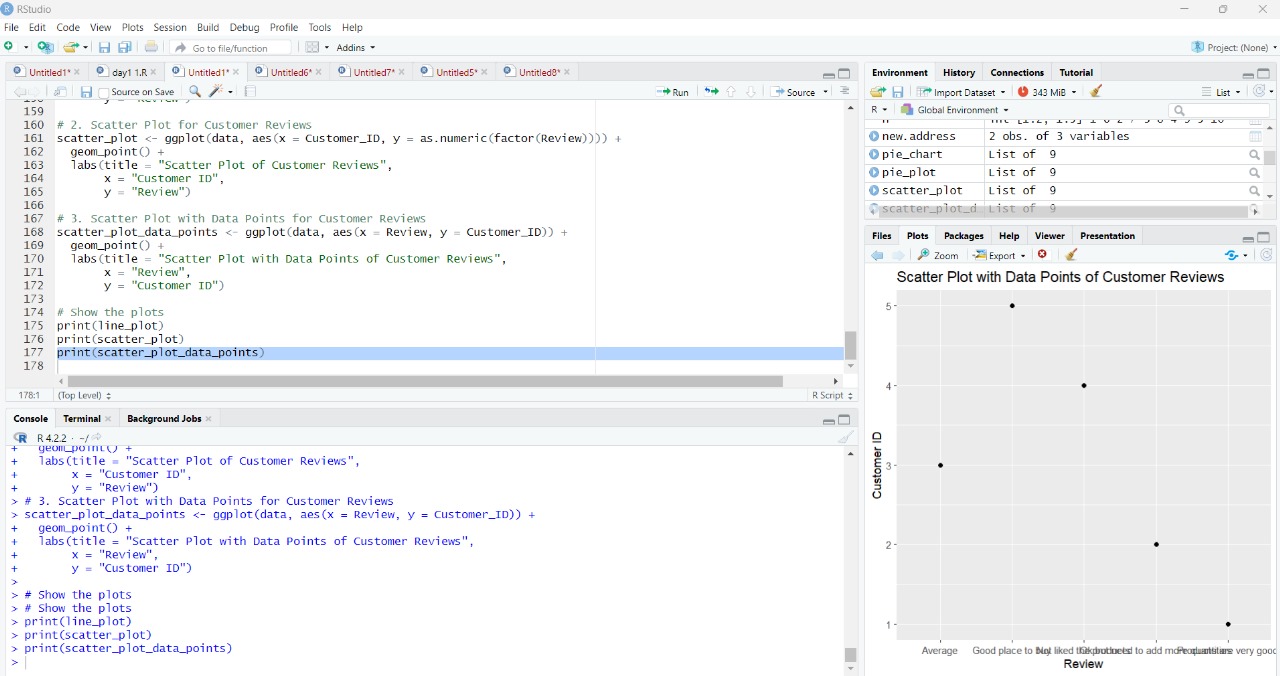 RStudio
File Edit Code View Plots Session Build Debug Profile Tools Help
Go to file/function Addins Project: (None)
Untitled1* day1 1.R Untitled1* Untitled6* Untitled7* Untitled5* Untitled8*
Source on Save Run Source
159
160 # 2. Scatter Plot for Customer Reviews
161 scatter_plot <- ggplot(data, aes(x = Customer_ID, y = as.numeric(factor(Review)))) +
162 geom_point() +
163 labs(title = "Scatter Plot of Customer Reviews",
164 x = "Customer ID",
165 y = "Review")
166
167 # 3. Scatter Plot with Data Points for Customer Reviews
168 scatter_plot_data_points <- ggplot(data, aes(x = Review, y = Customer_ID)) +
169 geom_point() +
170 labs(title = "Scatter Plot with Data Points of Customer Reviews",
171 x = "Review",
172 y = "Customer ID")
173
174 # Show the plots
175 print(line_plot)
176 print(scatter_plot)
177 print(scatter_plot_data_points)
178
178:1 (Top Level) R Script
Console Terminal Background Jobs
R 4.2.2 · ~/
+ geom_point() +
+ labs(title = "Scatter Plot of Customer Reviews",
+ x = "Customer ID",
+ y = "Review")
> # 3. Scatter Plot with Data Points for Customer Reviews
> scatter_plot_data_points <- ggplot(data, aes(x = Review, y = Customer_ID)) +
+ geom_point() +
+ labs(title = "Scatter Plot with Data Points of Customer Reviews",
+ x = "Review",
+ y = "Customer ID")
>
> # Show the plots
> # Show the plots
> print(line_plot)
> print(scatter_plot)
> print(scatter_plot_data_points)
>
Environment History Connections Tutorial
Import Dataset 343 MiB List
R Global Environment
new.address 2 obs. of 3 variables
pie_chart List of 9
pie_plot List of 9
scatter_plot List of 9
scatter_plot_d List of 9
Files Plots Packages Help Viewer Presentation
Zoom Export
Scatter Plot with Data Points of Customer Reviews
5
4
3
2
1
Customer ID
Average Good place to to add very good
Review